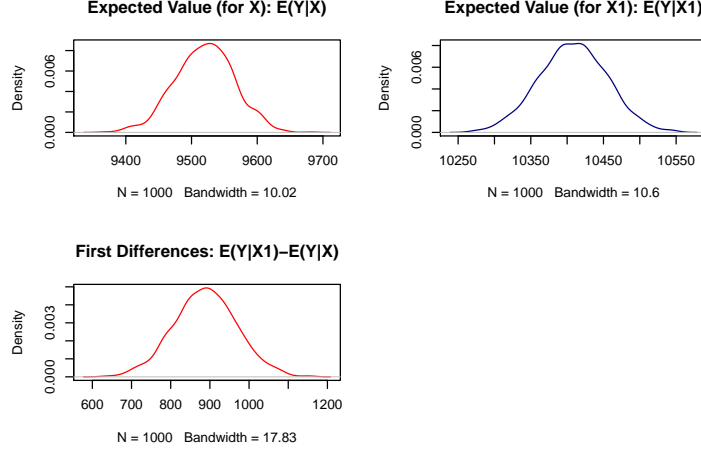 Expected Value (for X): E(Y|X)
Density
0.000
0.006
9400
9500
9600
9700
N = 1000 Bandwidth = 10.02
Expected Value (for X1): E(Y|X1)
Density
0.000
0.006
10250
10350
10450
10550
N = 1000 Bandwidth = 10.6
First Differences: E(Y|X1)−E(Y|X)
Density
0.000
0.003
600
700
800
900
1000
1200
N = 1000 Bandwidth = 17.83